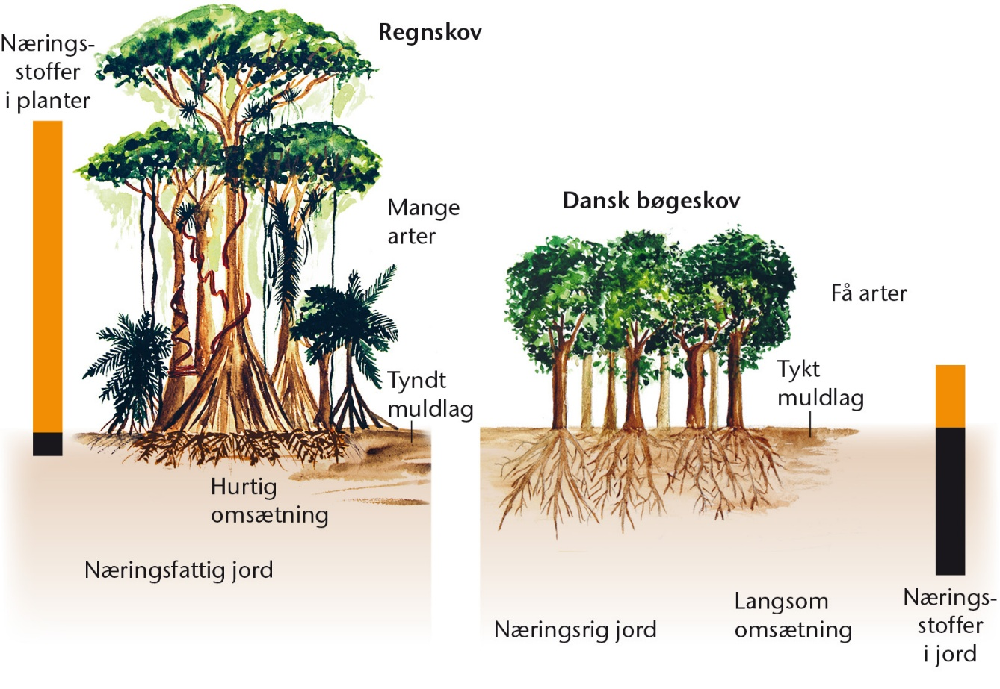 Regnskov
Nærings-
stoffer
i planter
Mange
arter
Tyndt
muldlag
Hurtig
omsætning
Næringsfattig jord
Dansk bøgeskov
Få arter
Tykt
muldlag
Langsom
omsætning
Næringsrig jord
Nærings-
stoffer
i jord